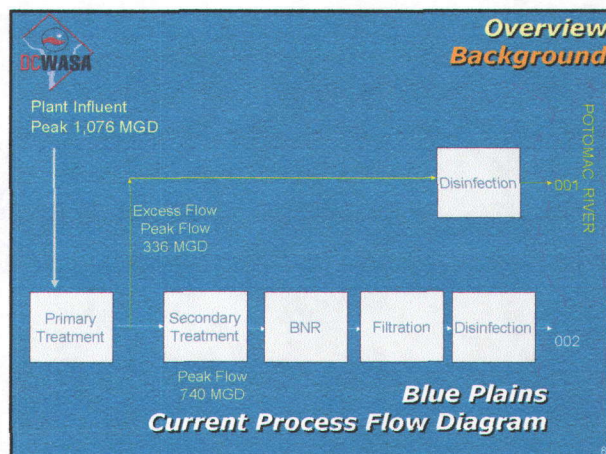 Overview
Background
DCWASA
Plant Influent
Peak 1,076 MGD
POTOMAC RIVER
Disinfection
001
Excess Flow
Peak Flow
336 MGD
Primary
Treatment
Secondary
Treatment
BNR
Filtration
Disinfection
002
Peak Flow
740 MGD
Blue Plains
Current Process Flow Diagram